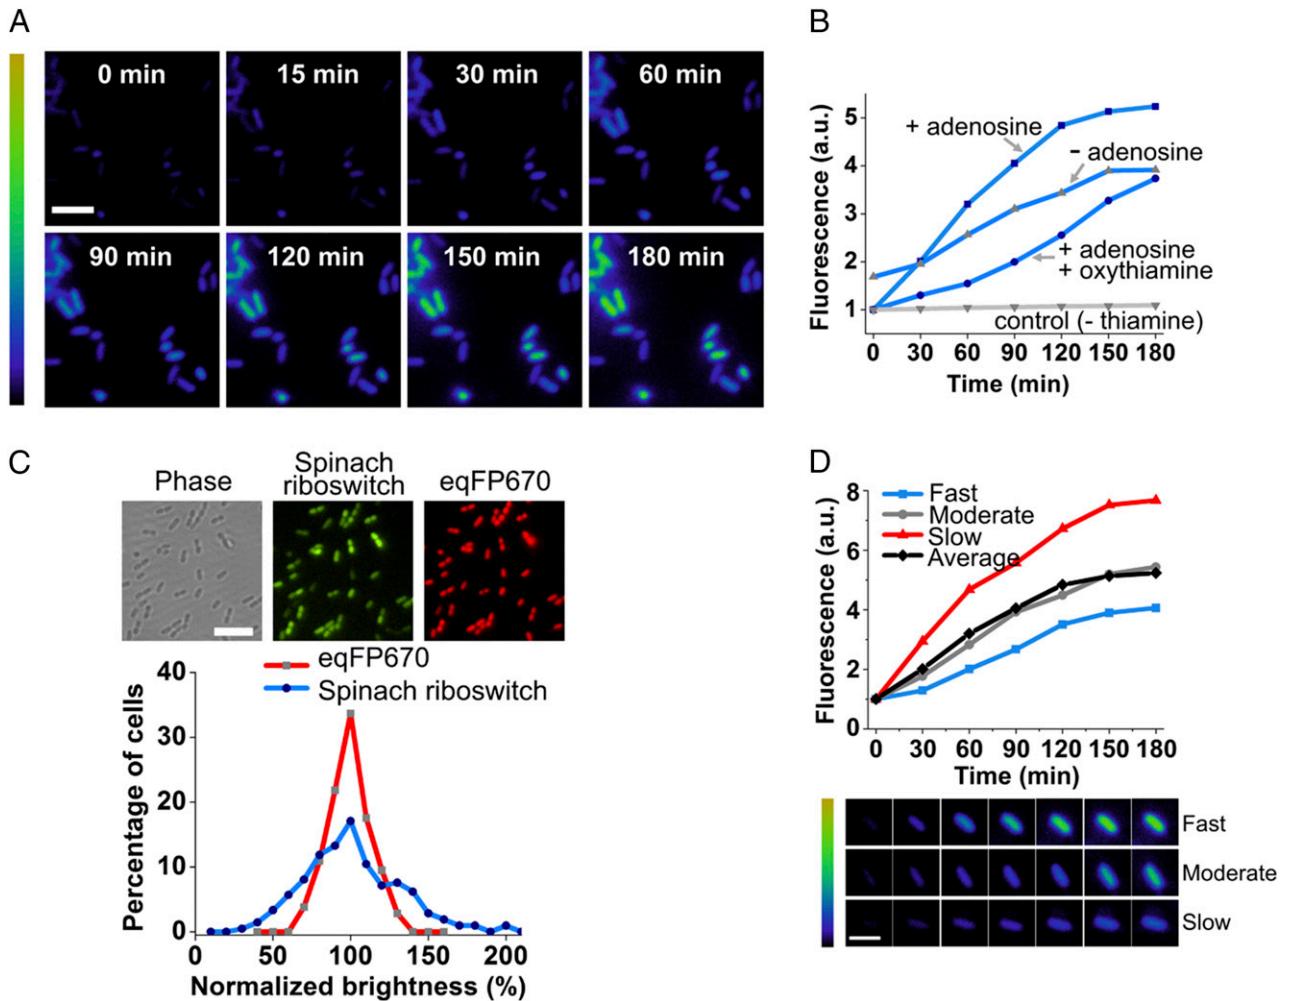 A
0 min
15 min
30 min
60 min
90 min
120 min
150 min
180 min
B
Fluorescence (a.u.)
5
4
3
2
1
+ adenosine
- adenosine
+ adenosine
+ oxythiamine
control (- thiamine)
0 30 60 90 120 150 180
Time (min)
C
Phase
Spinach
riboswitch
eqFP670
eqFP670
Spinach riboswitch
Percentage of cells
40
30
20
10
0
0 50 100 150 200
Normalized brightness (%)
D
Fluorescence (a.u.)
8
6
4
2
0
Fast
Moderate
Slow
Average
0 30 60 90 120 150 180
Time (min)
Fast
Moderate
Slow